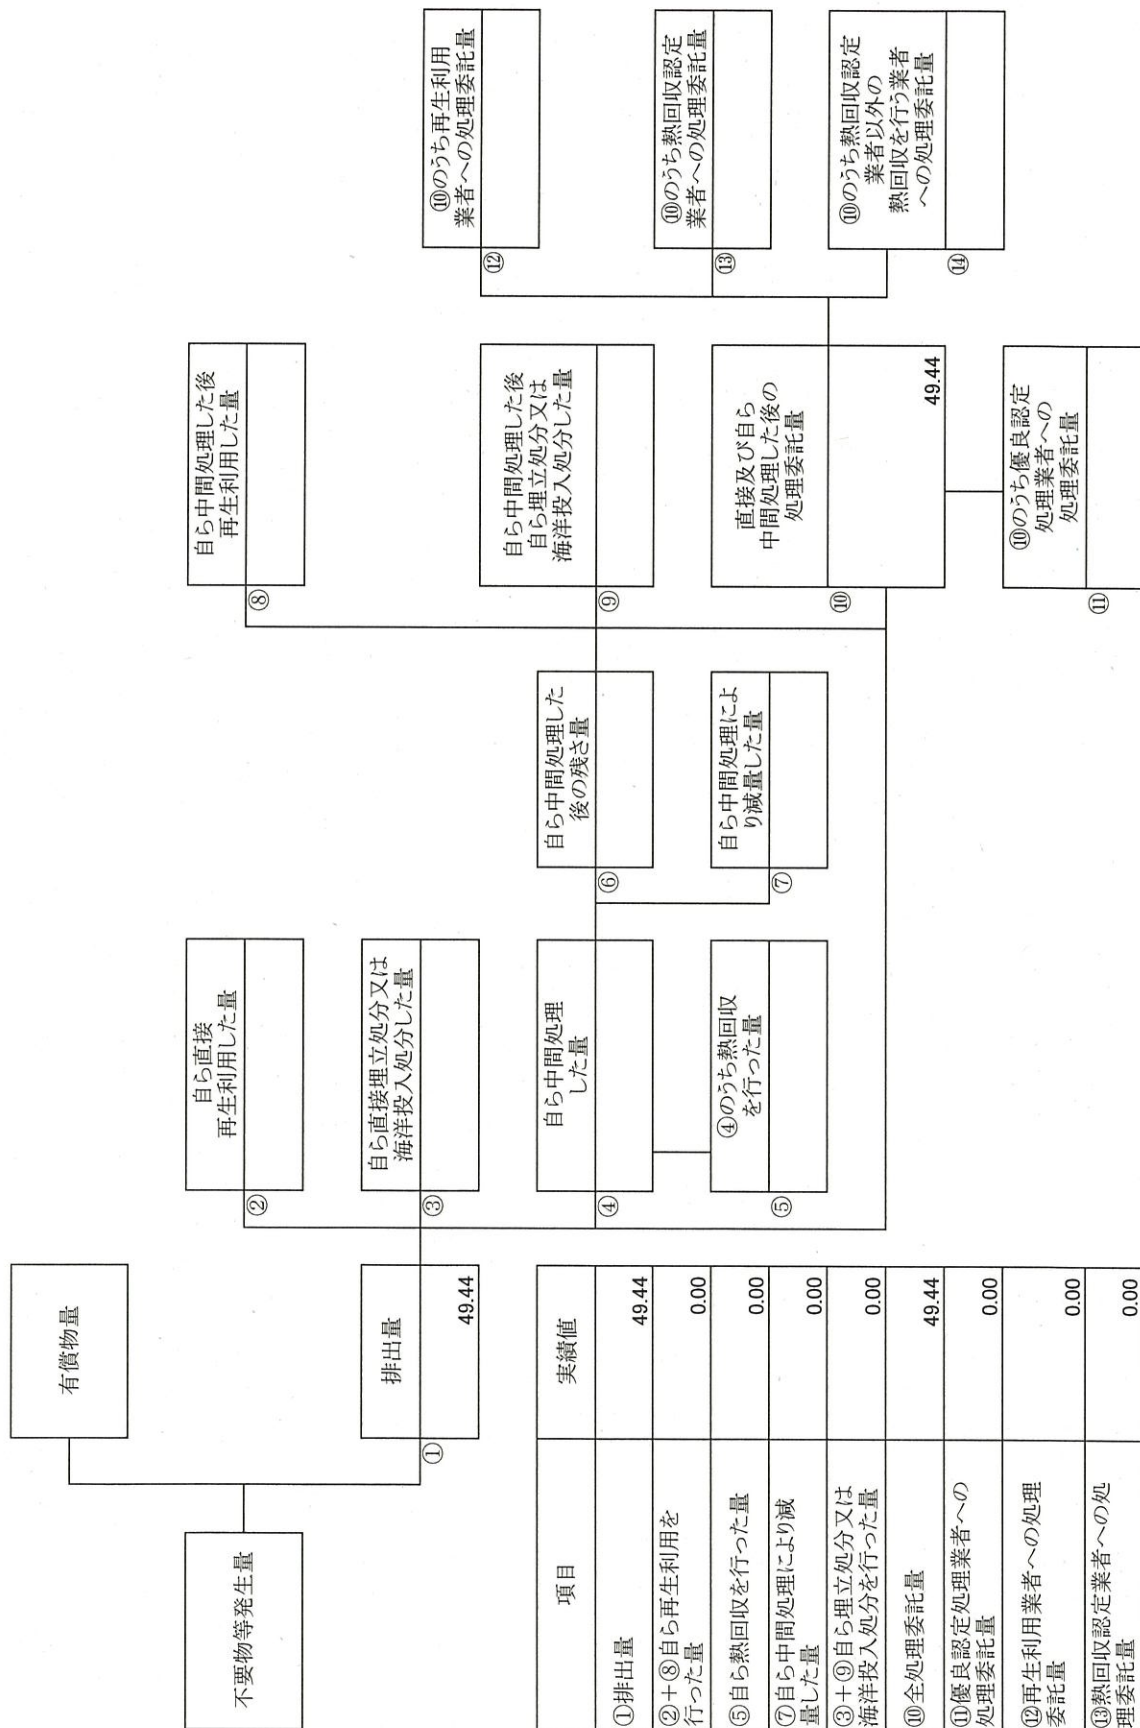 不要物等発生量
有償物量
排出量
①
49.44
自ら直接
再生利用した量
②
自ら直接埋立処分又は
海洋投入処分した量
③
自ら中間処理
した量
④
④のうち熱回収
を行った量
⑤
自ら中間処理した
後の残さ量
⑥
自ら中間処理によ
り減量した量
⑦
自ら中間処理した後
再生利用した量
⑧
自ら中間処理した後
自ら埋立処分又は
海洋投入処分した量
⑨
直接及び自ら
中間処理した後の
処理委託量
⑩
49.44
⑩のうち優良認定
処理業者への
処理委託量
⑪
⑩のうち再生利用
業者への処理委託量
⑫
⑩のうち熱回収認定
業者への処理委託量
⑬
⑩のうち熱回収認定
業者以外の
熱回収を行う業者
への処理委託量
⑭
項目 実績値
①排出量 49.44
②+⑧自ら再生利用を
行った量 0.00
⑤自ら熱回収を行った量 0.00
⑦自ら中間処理により減
量した量 0.00
③+⑨自ら埋立処分又は
海洋投入処分を行った量 0.00
⑩全処理委託量 49.44
⑪優良認定処理業者への
処理委託量 0.00
⑫再生利用業者への処理
委託量 0.00
⑬熱回収認定業者への処
理委託量 0.00